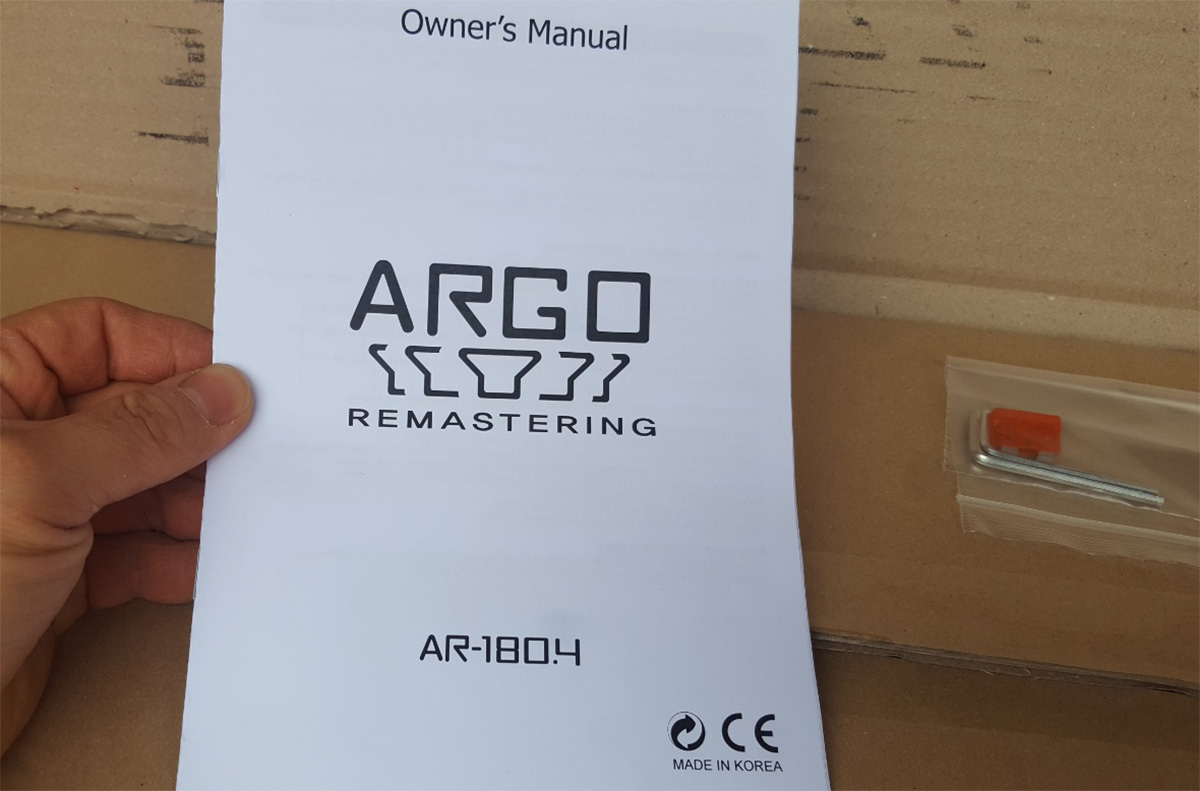 Owner's Manual
ARGO
REMASTERING
AR-180.4
CE
MADE IN KOREA